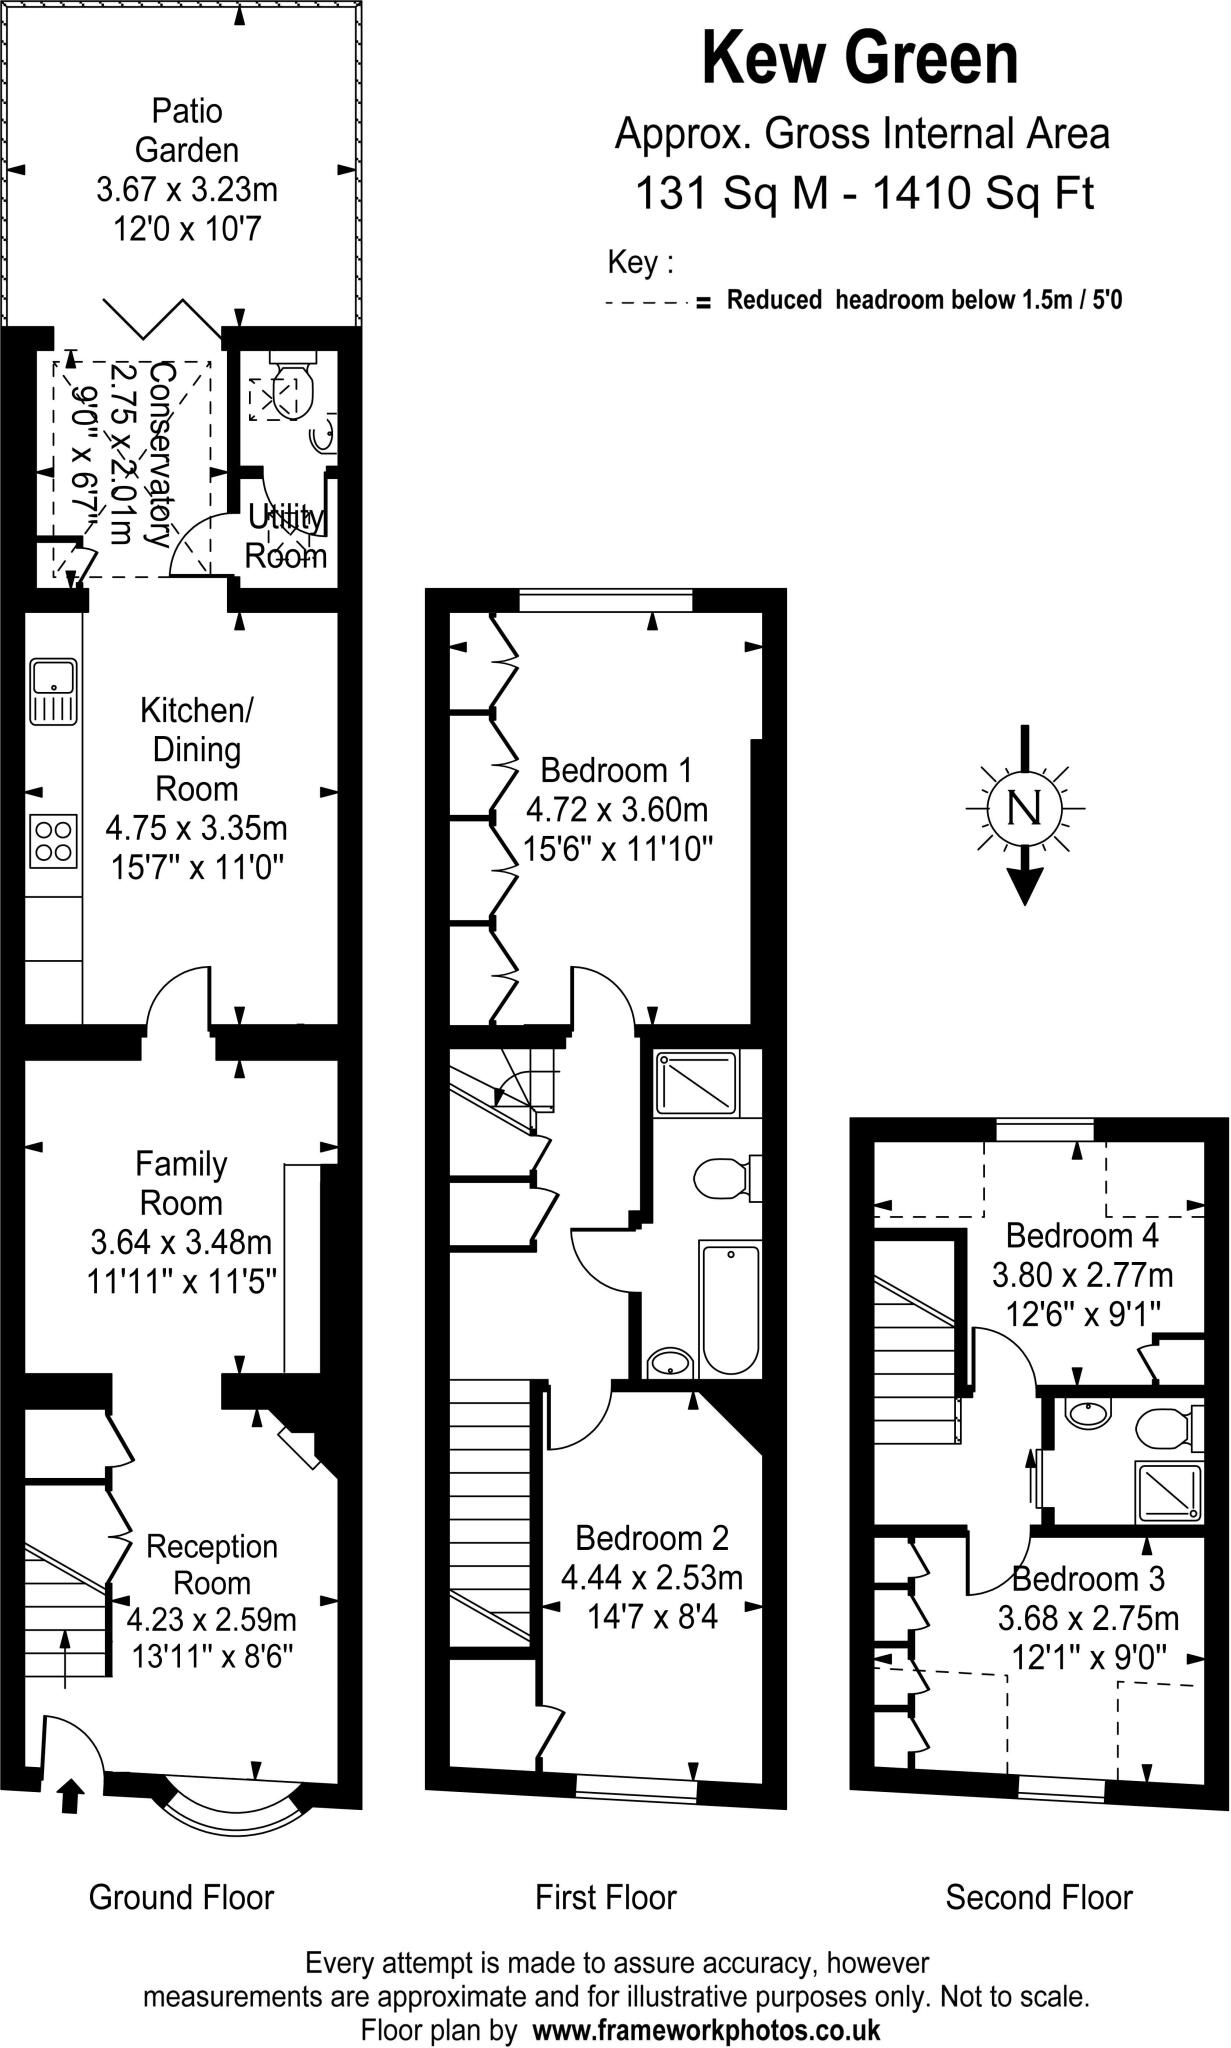 Kew Green
Approx. Gross Internal Area
131 Sq M - 1410 Sq Ft
Key :
= Reduced headroom below 1.5m / 5'0
Patio
Garden
3.67 x 3.23m
12'0 x 10'7
Conservatory
2.75 x 2.01m
9'0" x 6'7"
Utility
Room
Kitchen/
Dining
Room
4.75 x 3.35m
15'7" x 11'0"
Family
Room
3.64 x 3.48m
11'11" x 11'5"
Reception
Room
4.23 x 2.59m
13'11" x 8'6"
Ground Floor
Bedroom 1
4.72 x 3.60m
15'6" x 11'10"
Bedroom 2
4.44 x 2.53m
14'7 x 8'4
First Floor
N
Bedroom 4
3.80 x 2.77m
12'6" x 9'1"
Bedroom 3
3.68 x 2.75m
12'1" x 9'0"
Second Floor
Every attempt is made to assure accuracy, however
measurements are approximate and for illustrative purposes only. Not to scale.
Floor plan by www.frameworkphotos.co.uk